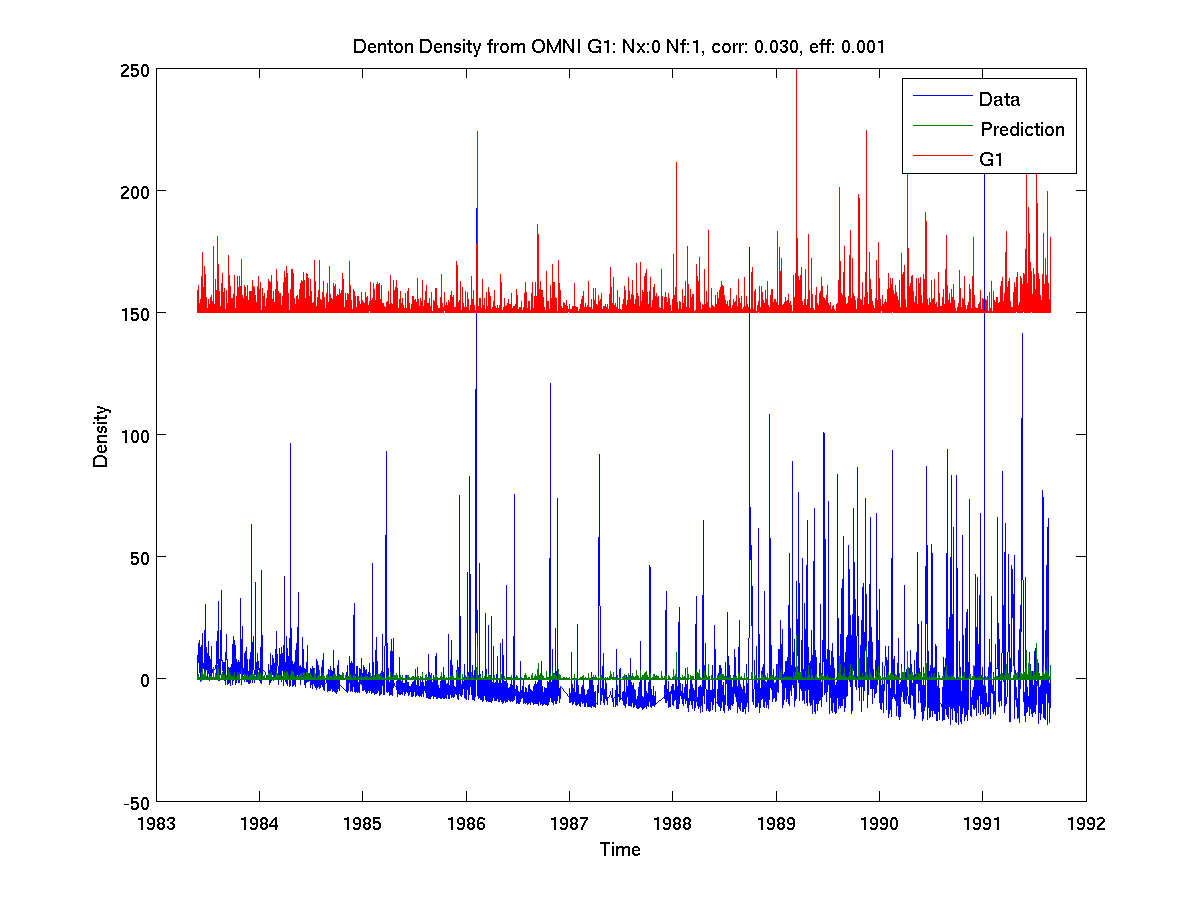 Denton Density from OMNI G1: Nx:0 Nf:1, corr: 0.030, eff: 0.001
250
200
150
100
50
0
-50
Density
Data
Prediction
G1
1983 1984 1985 1986 1987 1988 1989 1990 1991 1992
Time